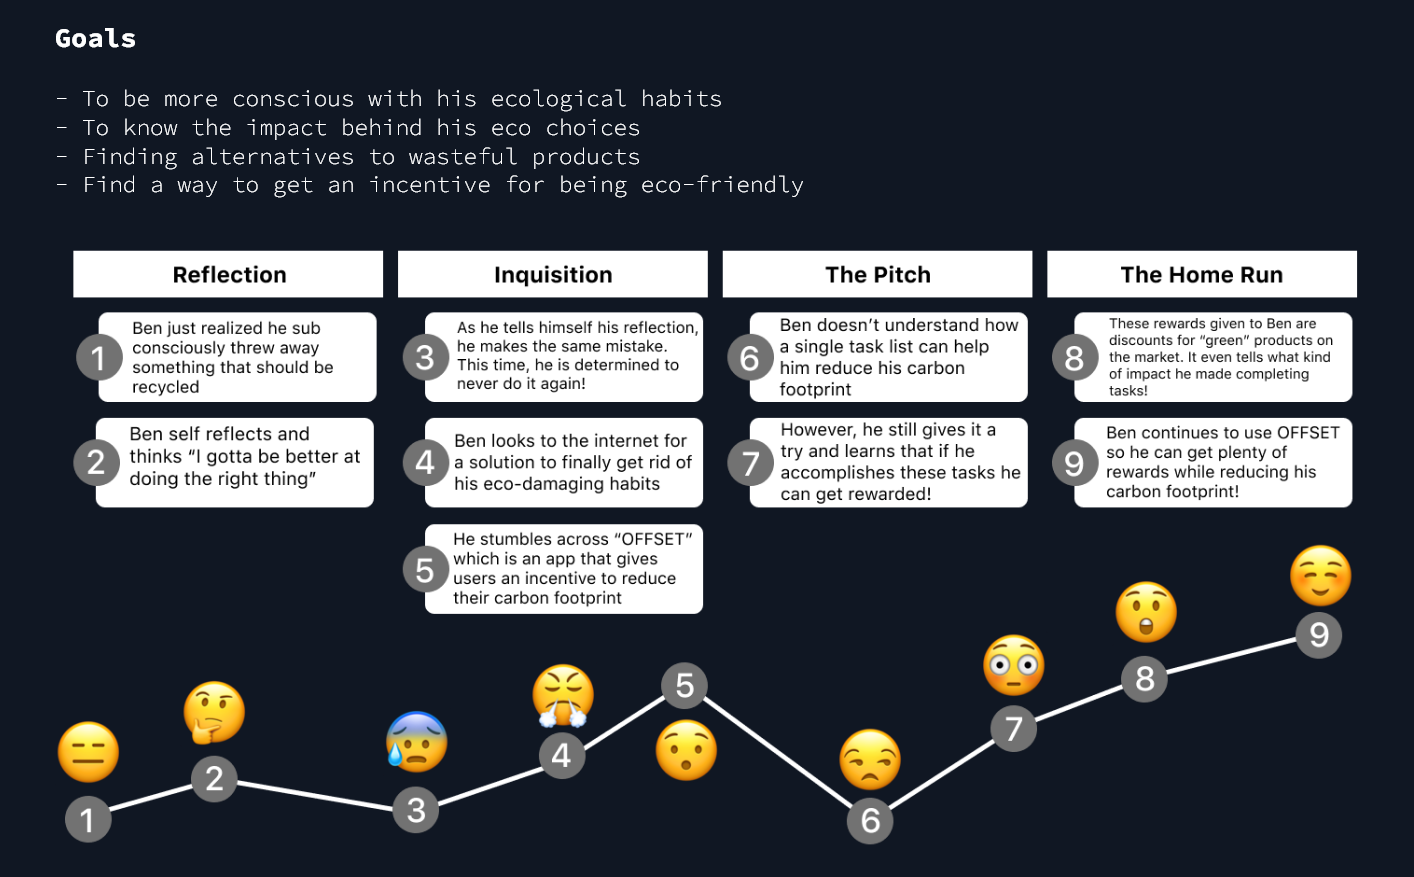 Goals
- To be more conscious with his ecological habits
- To know the impact behind his eco choices
- Finding alternatives to wasteful products
- Find a way to get an incentive for being eco-friendly
Reflection
1
Ben just realized he sub
consciously threw away
something that should be
recycled
2
Ben self reflects and
thinks “I gotta be better at
doing the right thing”
Inquisition
3
As he tells himself his reflection,
he makes the same mistake.
This time, he is determined to
never do it again!
4
Ben looks to the internet for
a solution to finally get rid of
his eco-damaging habits
5
He stumbles across “OFFSET”
which is an app that gives
users an incentive to reduce
their carbon footprint
The Pitch
6
Ben doesn’t understand how
a single task list can help
him reduce his carbon
footprint
7
However, he still gives it a
try and learns that if he
accomplishes these tasks he
can get rewarded!
The Home Run
8
These rewards given to Ben are
discounts for “green” products on
the market. It even tells what kind
of impact he made completing
tasks!
9
Ben continues to use OFFSET
so he can get plenty of
rewards while reducing his
carbon footprint!
1
2
3
4
5
6
7
8
9